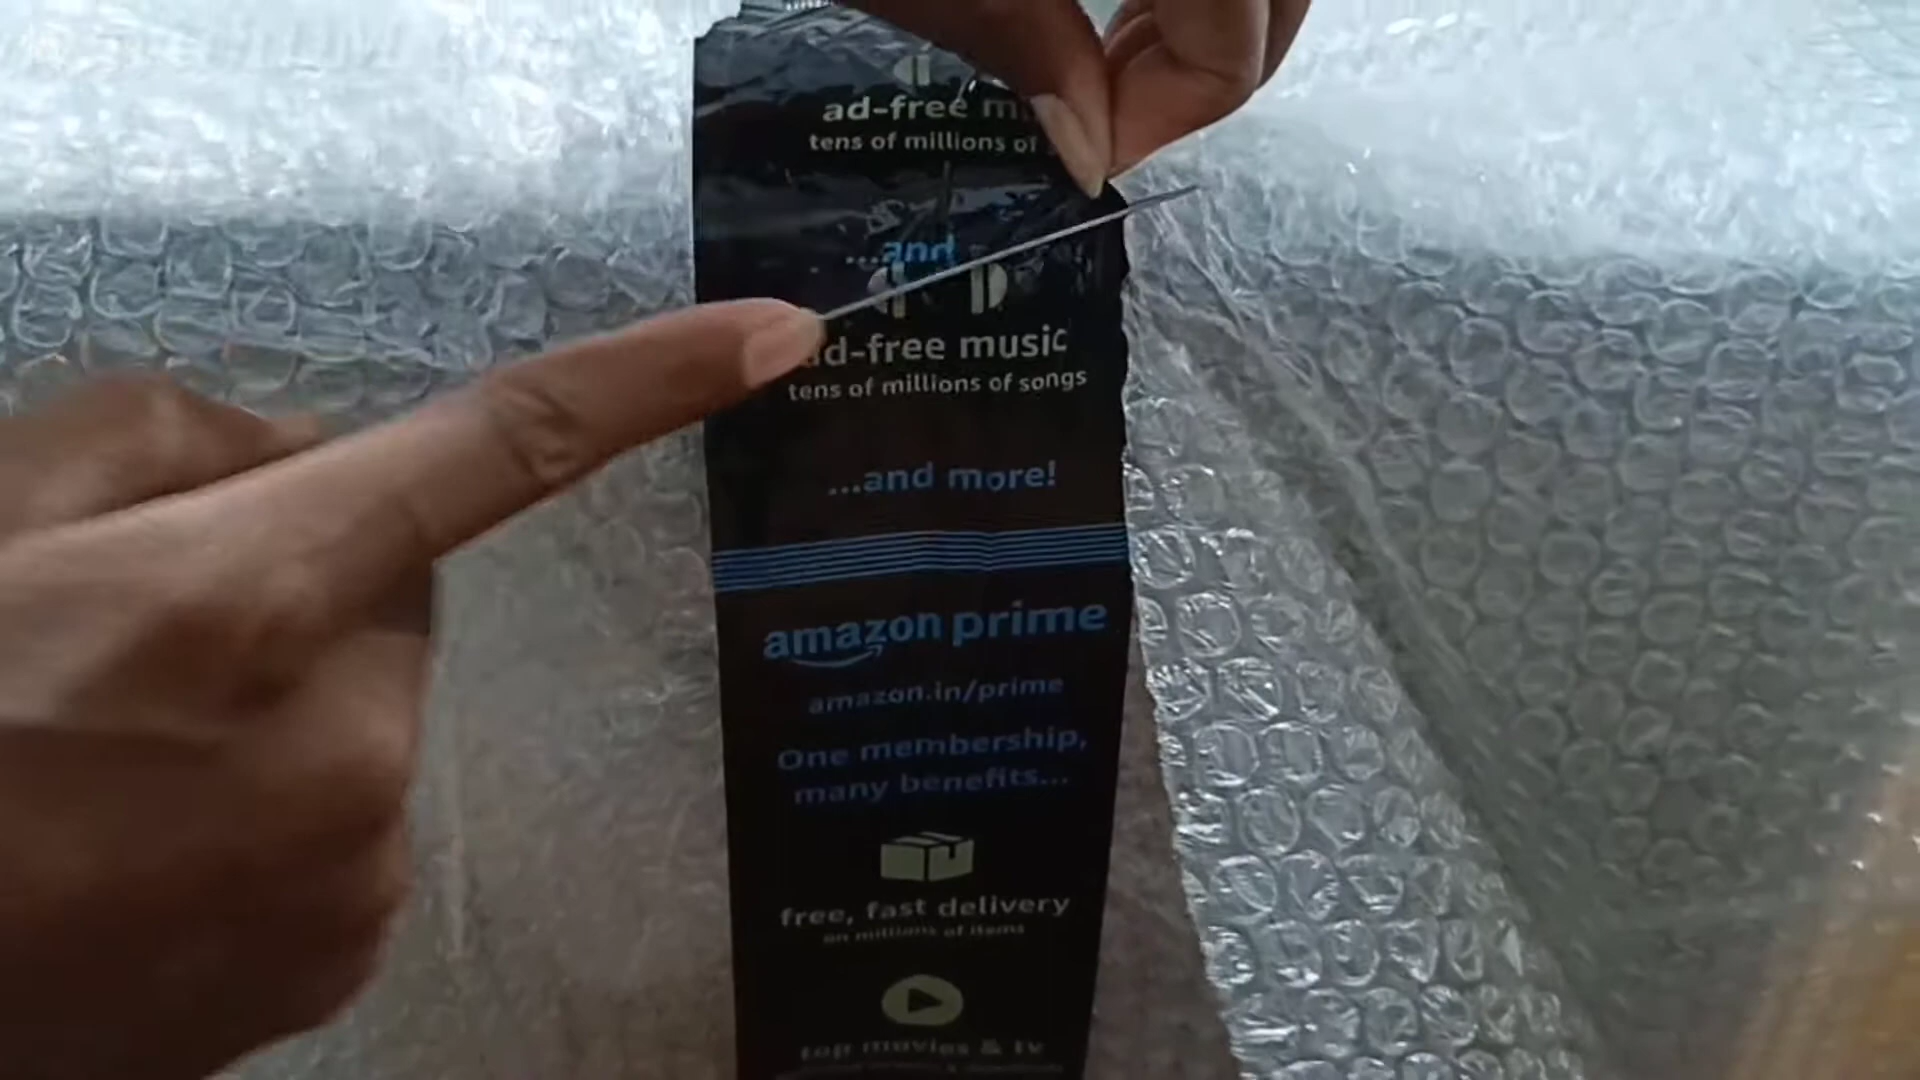 ad-free
tens of millions of
...and
ad-free music
tens of millions of songs
...and more!
amazon prime
amazon.in/prime
One membership,
many benefits...
free, fast delivery
on millions of items
top movies & tv